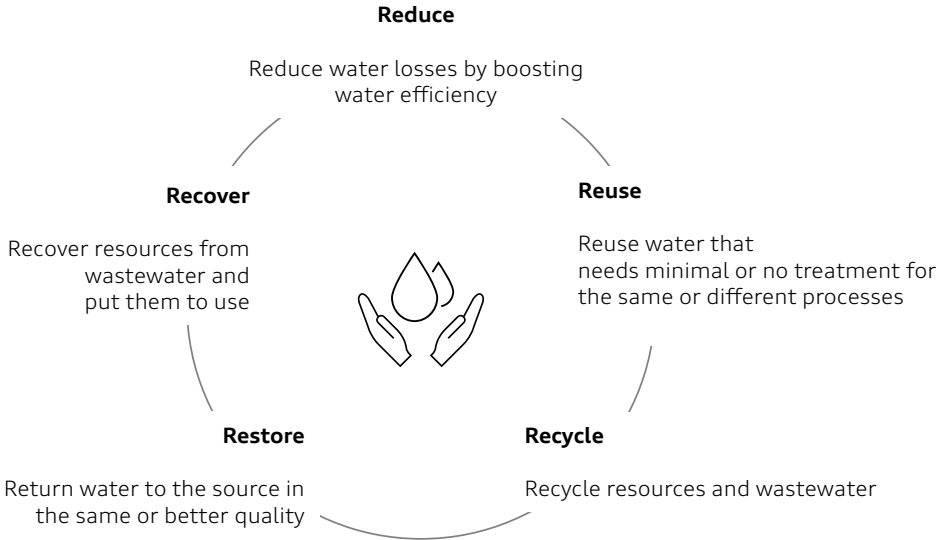 Reduce
Reduce water losses by boosting
water efficiency
Reuse
Reuse water that
needs minimal or no treatment for
the same or different processes
Recycle
Recycle resources and wastewater
Restore
Return water to the source in
the same or better quality
Recover
Recover resources from
wastewater and
put them to use